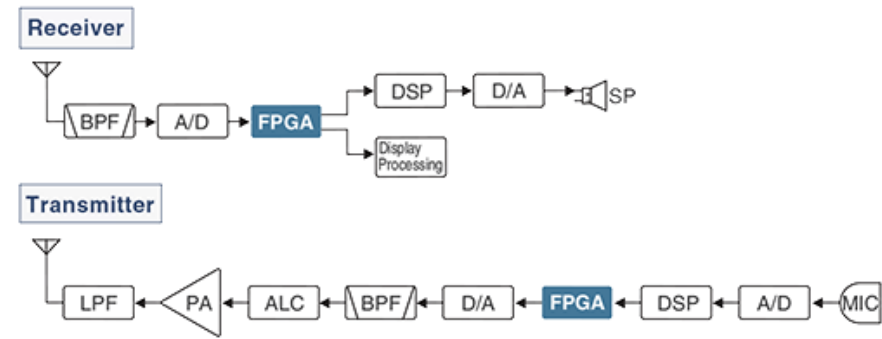 Receiver
BPF
A/D
FPGA
DSP
D/A
SP
Display
Processing
Transmitter
LPF
PA
ALC
BPF
D/A
FPGA
DSP
A/D
MIC